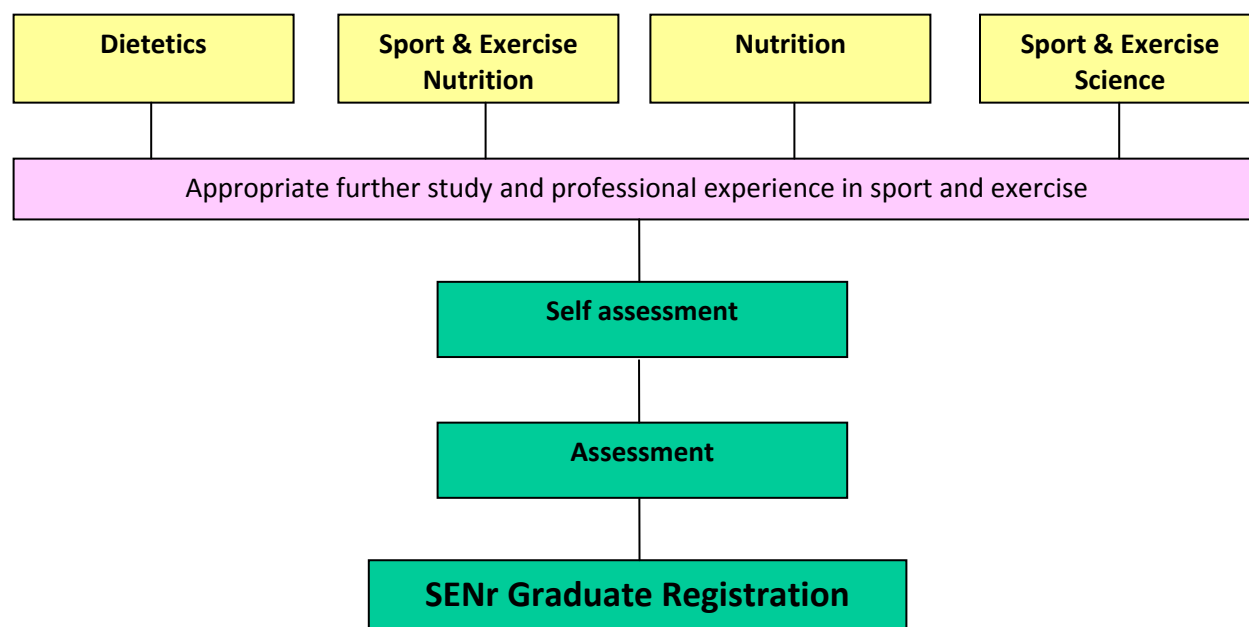 Dietetics
Sport & Exercise
Nutrition
Nutrition
Sport & Exercise
Science
Appropriate further study and professional experience in sport and exercise
Self assessment
Assessment
SENr Graduate Registration